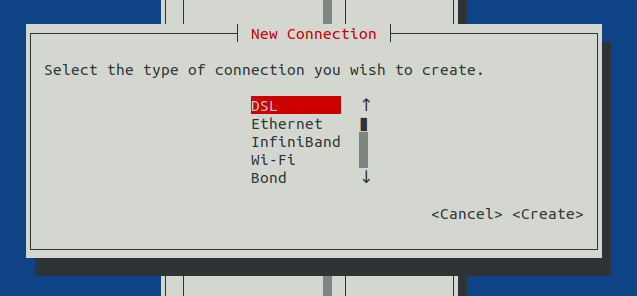 New Connection
Select the type of connection you wish to create.
DSL
Ethernet
InfiniBand
Wi-Fi
Bond
<Cancel> <Create>